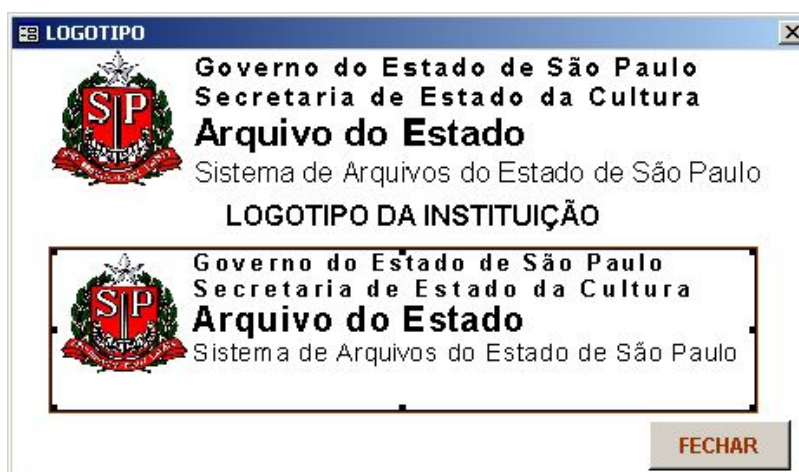 LOGOTIPO
Governo do Estado de São Paulo
Secretaria de Estado da Cultura
Arquivo do Estado
Sistema de Arquivos do Estado de São Paulo
SP
LOGOTIPO DA INSTITUIÇÃO
Governo do Estado de São Paulo
Secretaria de Estado da Cultura
Arquivo do Estado
Sistema de Arquivos do Estado de São Paulo
SP
FECHAR